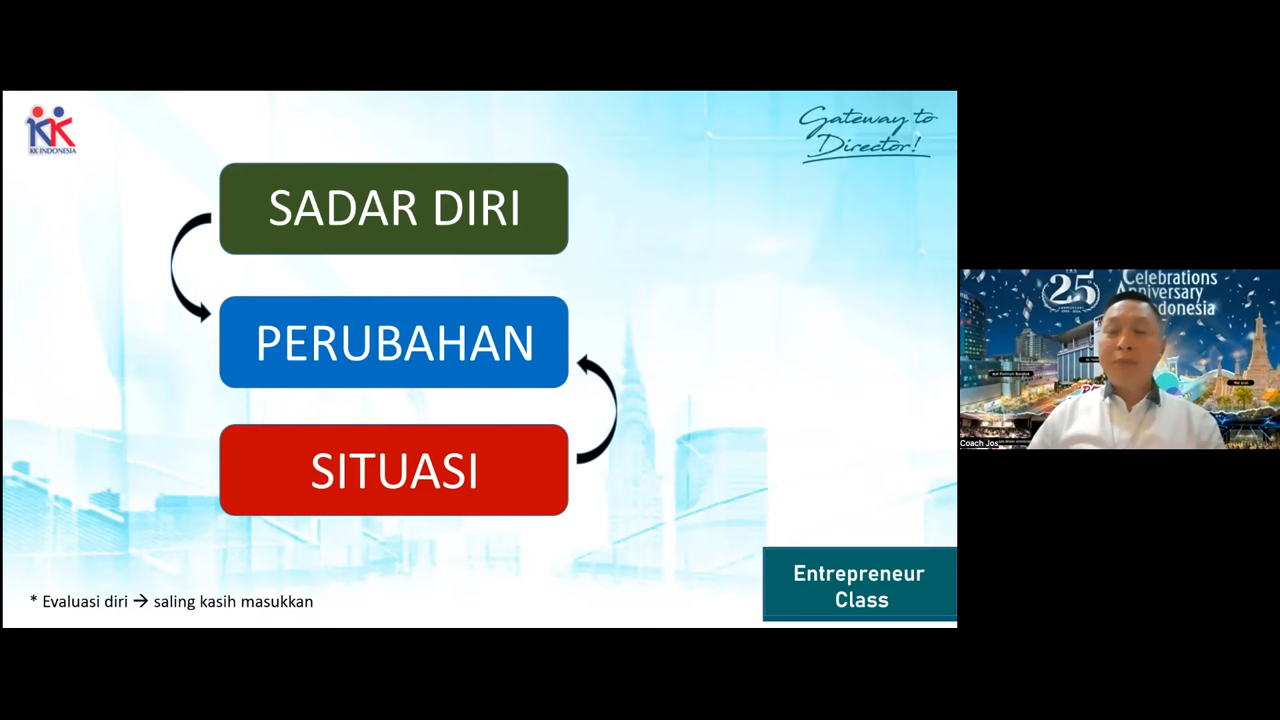 KK INDONESIA
Gateway to
Director!
SADAR DIRI
PERUBAHAN
SITUASI
* Evaluasi diri → saling kasih masukkan
Entrepreneur
Class
25
Celebrations
Anniversary
donesia
Coach Jos